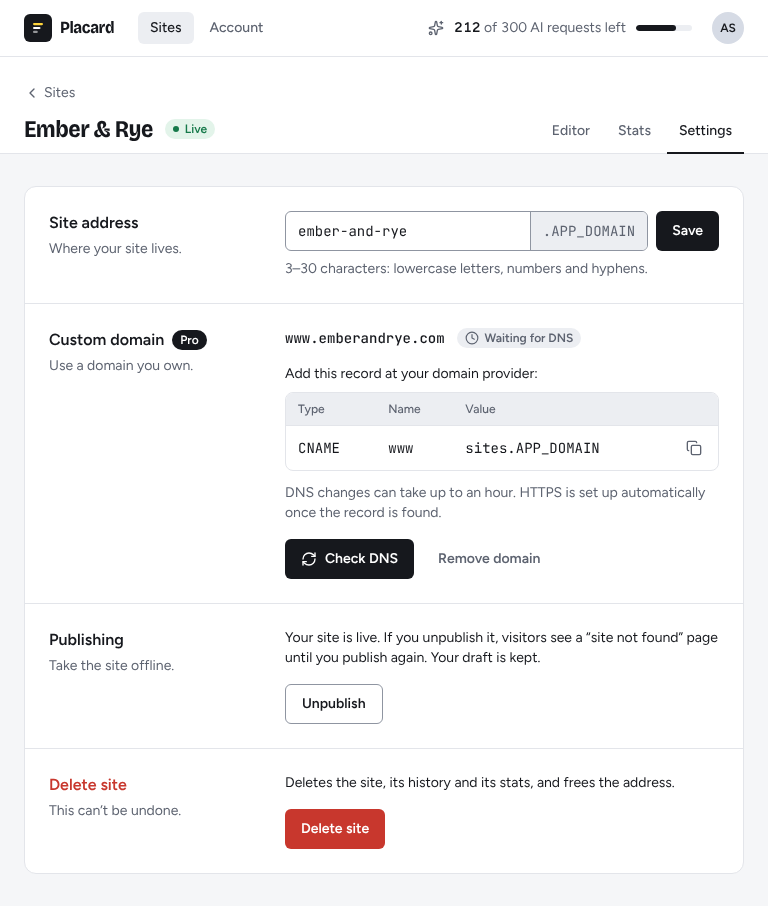 Placard
Sites
Account
212 of 300 AI requests left
AS
Sites
Ember & Rye
Live
Editor
Stats
Settings
Site address
Where your site lives.
ember-and-rye
.APP_DOMAIN
Save
3–30 characters: lowercase letters, numbers and hyphens.
Custom domain
Pro
Use a domain you own.
www.emberandrye.com
Waiting for DNS
Add this record at your domain provider:
Type Name Value
CNAME www sites.APP_DOMAIN
DNS changes can take up to an hour. HTTPS is set up automatically
once the record is found.
Check DNS
Remove domain
Publishing
Take the site offline.
Your site is live. If you unpublish it, visitors see a “site not found” page
until you publish again. Your draft is kept.
Unpublish
Delete site
This can’t be undone.
Deletes the site, its history and its stats, and frees the address.
Delete site